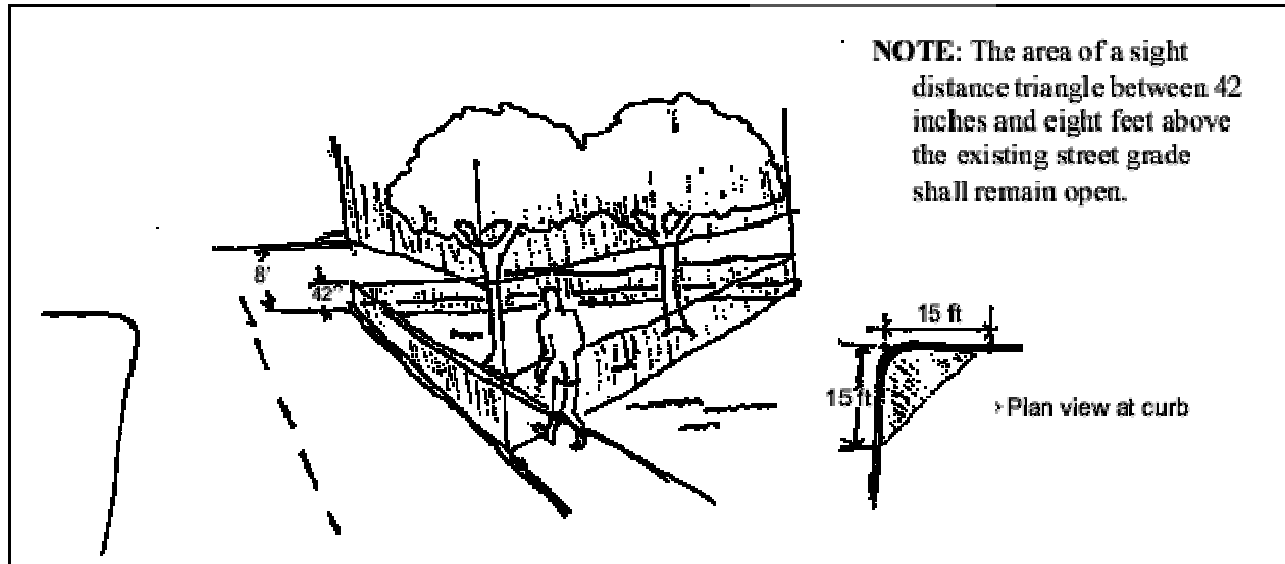 NOTE: The area of a sight
distance triangle between 42
inches and eight feet above
the existing street grade
shall remain open.
8'
42"
15 ft
15 ft
Plan view at curb